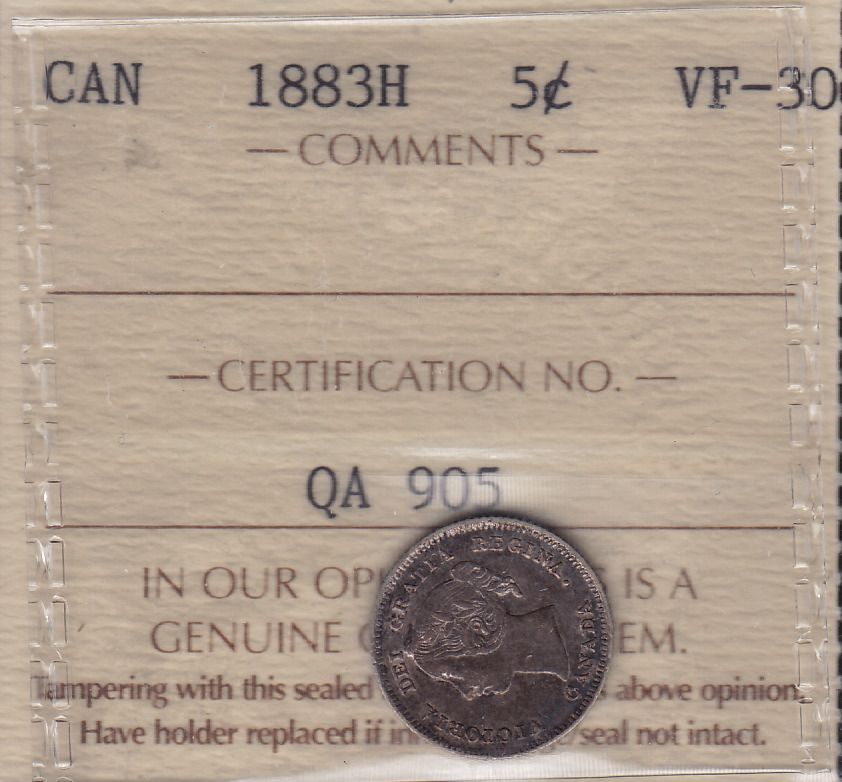 CAN 1883H 5¢ VF-30
— COMMENTS —
— CERTIFICATION NO. —
QA 905
IN OUR OP IS A
GENUINE EM.
Tampering with this sealed above opinion.
Have holder replaced if in seal not intact.
VICTORIA DEI GRATIA REGINA. CANADA